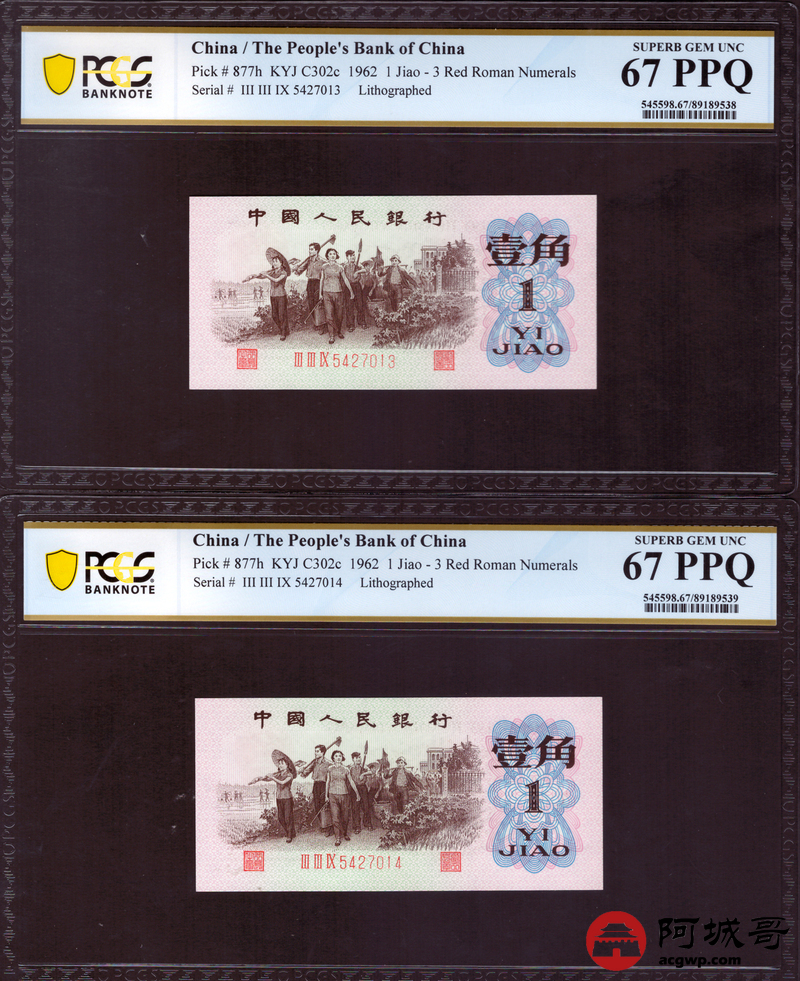 PCGS
BANKNOTE
China / The People's Bank of China
Pick # 877h KYJ C302c 1962 1 Jiao - 3 Red Roman Numerals
Serial # III III IX 5427013 Lithographed
SUPERB GEM UNC
67 PPQ
545598.67/89189538
中國人民銀行
壹角
1
YI
JIAO
III III IX 5427013
PCGS
BANKNOTE
China / The People's Bank of China
Pick # 877h KYJ C302c 1962 1 Jiao - 3 Red Roman Numerals
Serial # III III IX 5427014 Lithographed
SUPERB GEM UNC
67 PPQ
545598.67/89189539
中國人民銀行
壹角
1
YI
JIAO
III III IX 5427014
阿城哥
acgwp.com